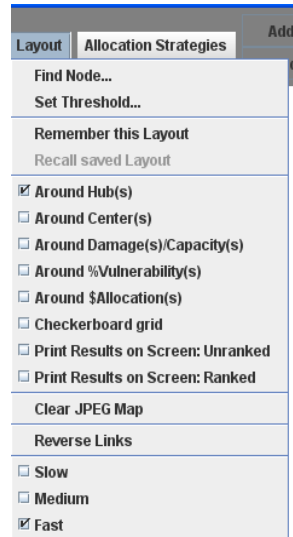 Add
Layout Allocation Strategies
Find Node...
Set Threshold...
Remember this Layout
Recall saved Layout
Around Hub(s)
Around Center(s)
Around Damage(s)/Capacity(s)
Around %Vulnerability(s)
Around $Allocation(s)
Checkerboard grid
Print Results on Screen: Unranked
Print Results on Screen: Ranked
Clear JPEG Map
Reverse Links
Slow
Medium
Fast